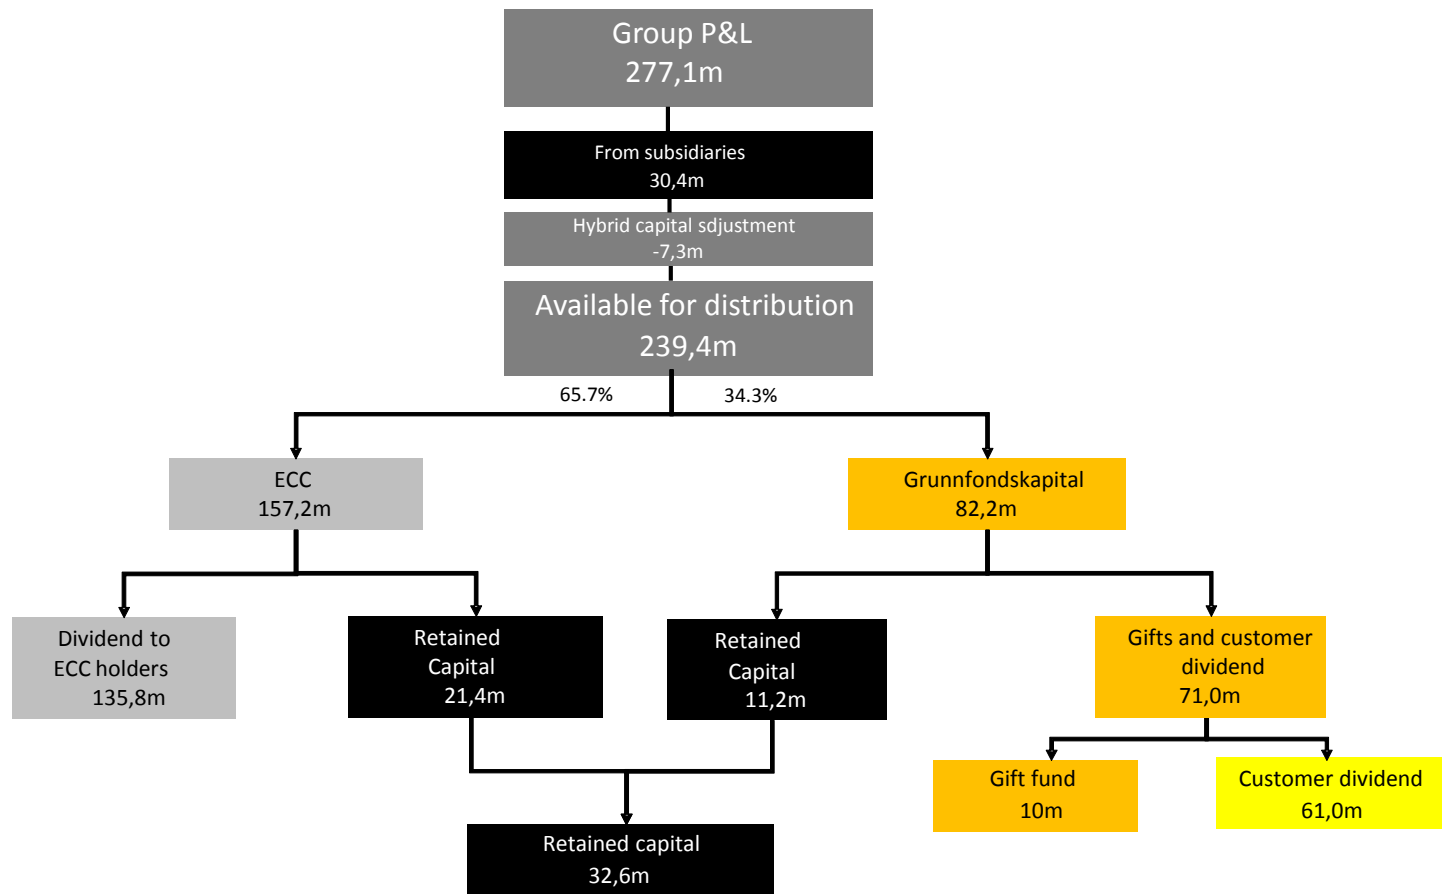 Group P&L
277,1m
From subsidiaries
30,4m
Hybrid capital sdjustment
-7,3m
Available for distribution
239,4m
65.7%
34.3%
ECC
157,2m
Grunnfondskapital
82,2m
Dividend to
ECC holders
135,8m
Retained
Capital
21,4m
Retained
Capital
11,2m
Gifts and customer
dividend
71,0m
Gift fund
10m
Customer dividend
61,0m
Retained capital
32,6m